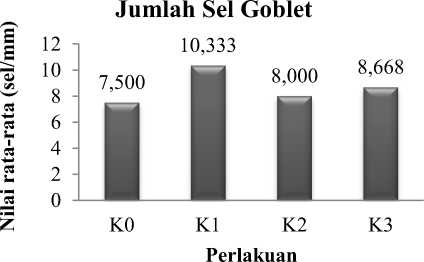 Jumlah Sel Goblet
Nilai rata-rata (sel/mm)
12
10
8
6
4
2
0
7,500
10,333
8,000
8,668
K0 K1 K2 K3
Perlakuan